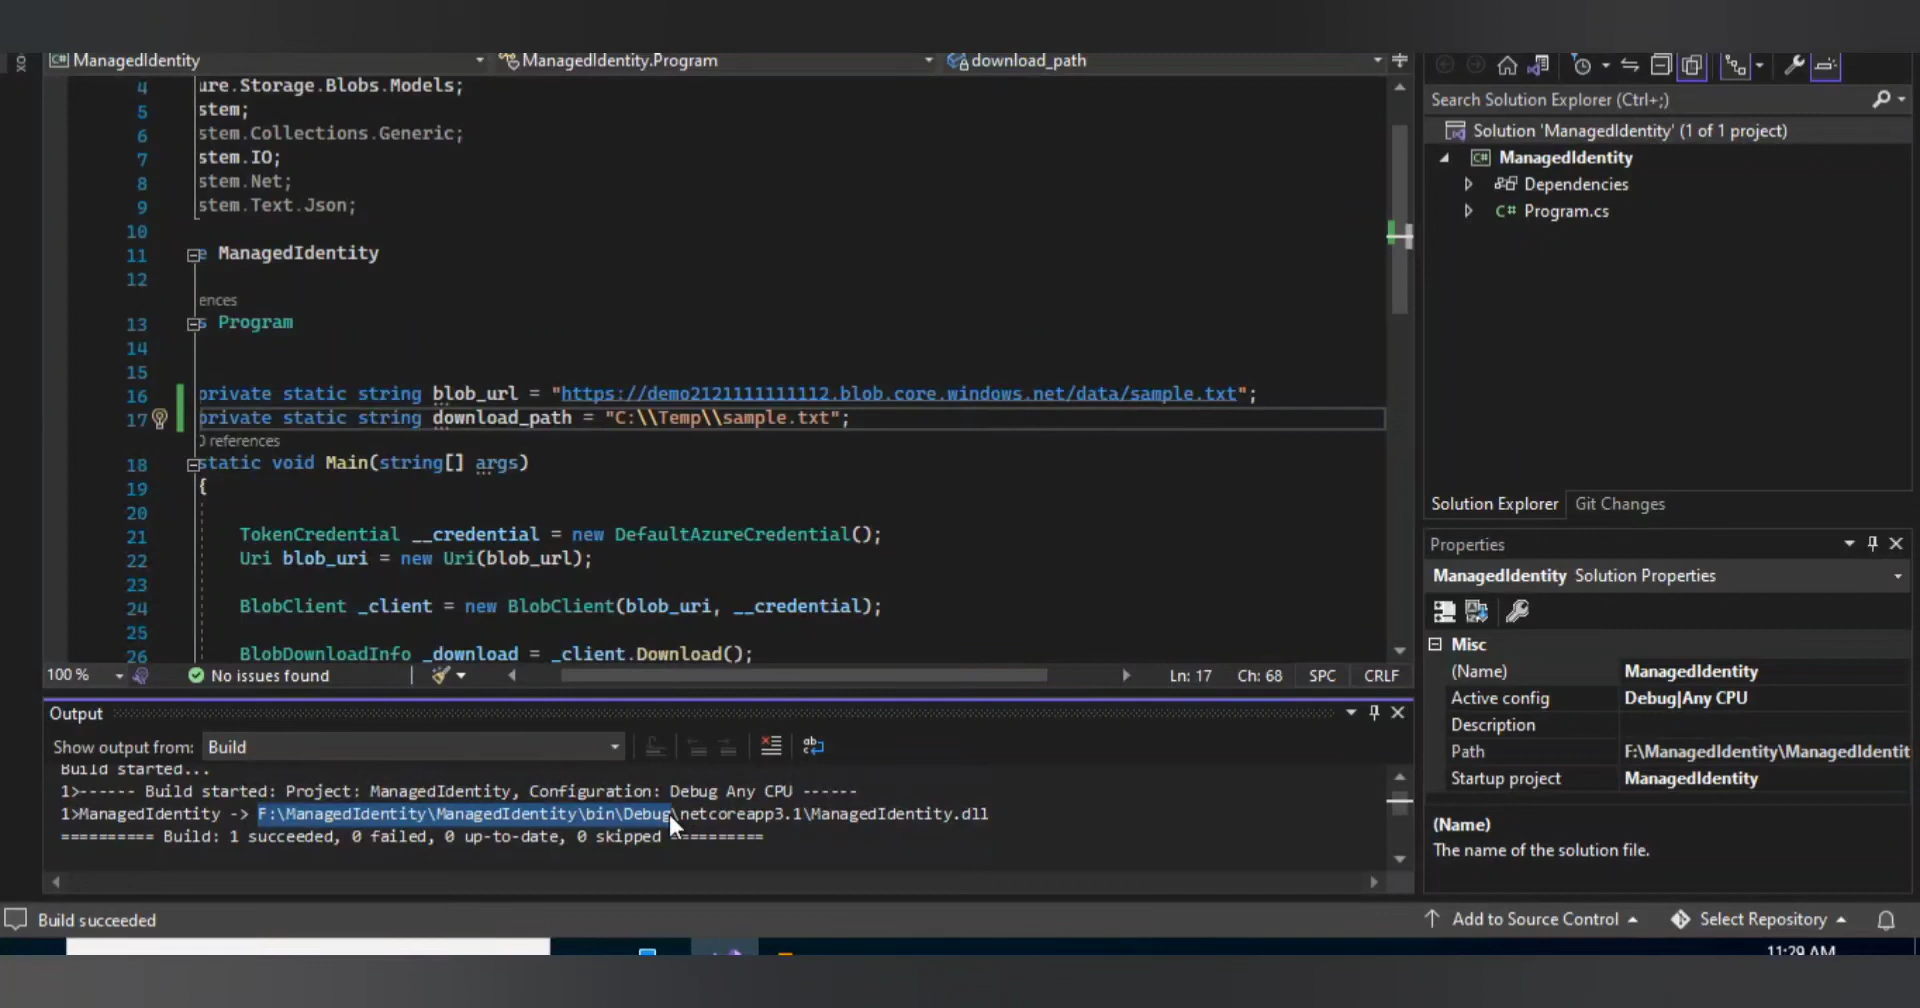 ManagedIdentity
ManagedIdentity.Program
download_path
4 ure.Storage.Blobs.Models;
5 stem;
6 stem.Collections.Generic;
7 stem.IO;
8 stem.Net;
9 stem.Text.Json;
10
11 e ManagedIdentity
12
ences
13 s Program
14
15
16 private static string blob_url = "https://demo2121111111112.blob.core.windows.net/data/sample.txt";
17 private static string download_path = "C:\\Temp\\sample.txt";
0 references
18 static void Main(string[] args)
19 {
20
21 TokenCredential __credential = new DefaultAzureCredential();
22 Uri blob_uri = new Uri(blob_url);
23
24 BlobClient _client = new BlobClient(blob_uri, __credential);
25
26 BlobDownloadInfo _download = _client.Download();
100 %
No issues found
Ln: 17
Ch: 68
SPC
CRLF
Output
Show output from: Build
Build started...
1>------ Build started: Project: ManagedIdentity, Configuration: Debug Any CPU ------
1>ManagedIdentity -> F:\ManagedIdentity\ManagedIdentity\bin\Debug\netcoreapp3.1\ManagedIdentity.dll
========== Build: 1 succeeded, 0 failed, 0 up-to-date, 0 skipped ==========
Search Solution Explorer (Ctrl+;)
Solution 'ManagedIdentity' (1 of 1 project)
C# ManagedIdentity
Dependencies
C# Program.cs
Solution Explorer
Git Changes
Properties
ManagedIdentity Solution Properties
Misc
(Name) ManagedIdentity
Active config Debug|Any CPU
Description
Path F:\ManagedIdentity\ManagedIdentit
Startup project ManagedIdentity
(Name)
The name of the solution file.
Build succeeded
Add to Source Control
Select Repository
11:29 AM